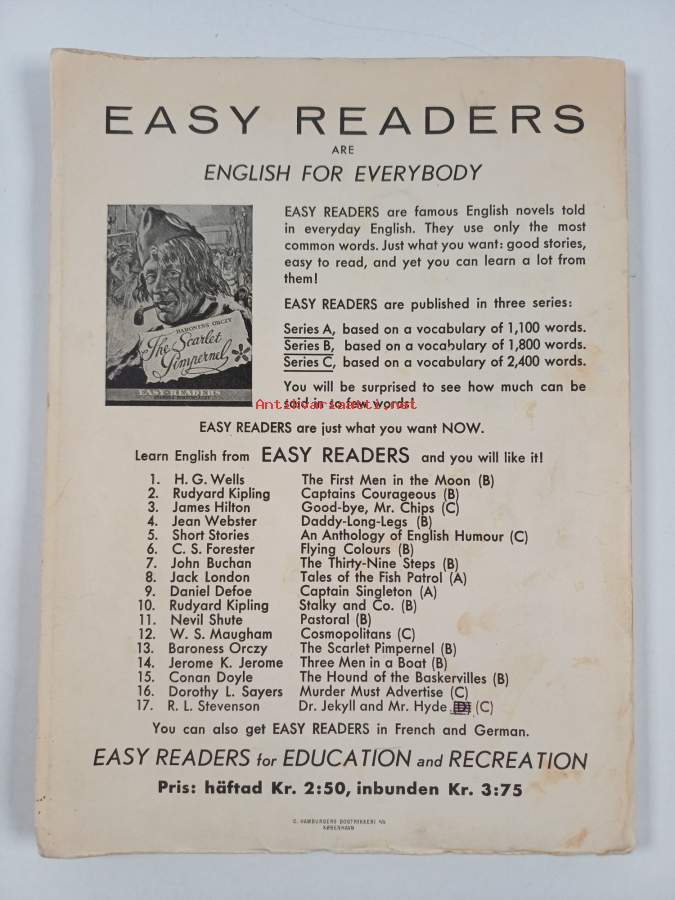 EASY READERS
ARE
ENGLISH FOR EVERYBODY
BARONESS ORCZY
The Scarlet
Pimpernel
EASY-READERS
EASY READERS are famous English novels told
in everyday English. They use only the most
common words. Just what you want: good stories,
easy to read, and yet you can learn a lot from
them!
EASY READERS are published in three series:
Series A, based on a vocabulary of 1,100 words.
Series B, based on a vocabulary of 1,800 words.
Series C, based on a vocabulary of 2,400 words.
You will be surprised to see how much can be
said in so few words!
Antikvariaatti.net
EASY READERS are just what you want NOW.
Learn English from EASY READERS and you will like it!
1. H. G. Wells The First Men in the Moon (B)
2. Rudyard Kipling Captains Courageous (B)
3. James Hilton Good-bye, Mr. Chips (C)
4. Jean Webster Daddy-Long-Legs (B)
5. Short Stories An Anthology of English Humour (C)
6. C. S. Forester Flying Colours (B)
7. John Buchan The Thirty-Nine Steps (B)
8. Jack London Tales of the Fish Patrol (A)
9. Daniel Defoe Captain Singleton (A)
10. Rudyard Kipling Stalky and Co. (B)
11. Nevil Shute Pastoral (B)
12. W. S. Maugham Cosmopolitans (C)
13. Baroness Orczy The Scarlet Pimpernel (B)
14. Jerome K. Jerome Three Men in a Boat (B)
15. Conan Doyle The Hound of the Baskervilles (B)
16. Dorothy L. Sayers Murder Must Advertise (C)
17. R. L. Stevenson Dr. Jekyll and Mr. Hyde (C)
You can also get EASY READERS in French and German.
EASY READERS for EDUCATION and RECREATION
Pris: häftad Kr. 2:50, inbunden Kr. 3:75
C. HAMBURGERS BOGTRYKKERI A/S
KØBENHAVN